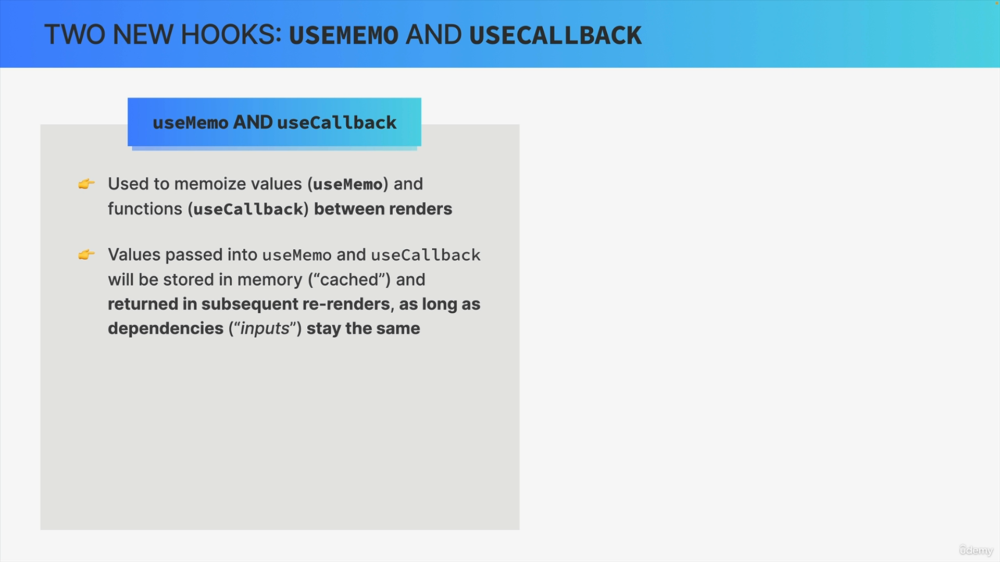 TWO NEW HOOKS: USEMEMO AND USECALLBACK
useMemo AND useCallback
👉 Used to memoize values (useMemo) and
functions (useCallback) between renders
👉 Values passed into useMemo and useCallback
will be stored in memory (“cached”) and
returned in subsequent re-renders, as long as
dependencies (“inputs”) stay the same
ûdemy